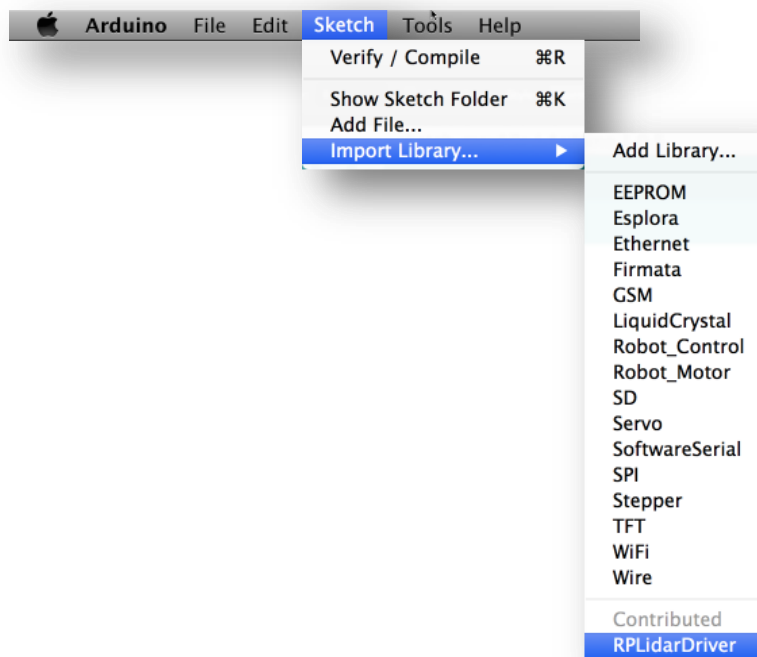 Arduino File Edit Sketch Tools Help
Verify / Compile ⌘R
Show Sketch Folder ⌘K
Add File...
Import Library... ▶
Add Library...
EEPROM
Esplora
Ethernet
Firmata
GSM
LiquidCrystal
Robot_Control
Robot_Motor
SD
Servo
SoftwareSerial
SPI
Stepper
TFT
WiFi
Wire
Contributed
RPLidarDriver